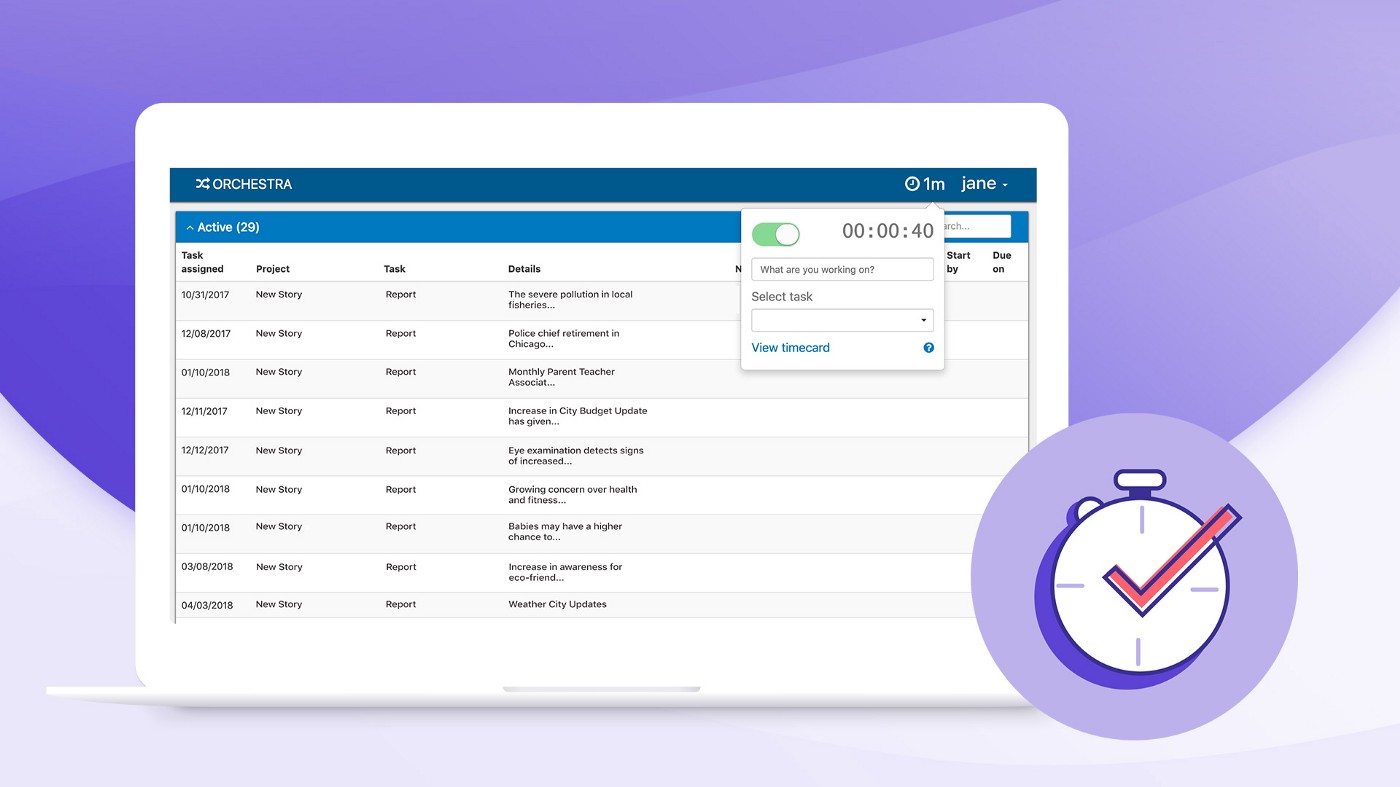 ORCHESTRA
1m jane
Active (29)
Task assigned Project Task Details Start by Due on
10/31/2017 New Story Report The severe pollution in local
fisheries...
12/08/2017 New Story Report Police chief retirement in
Chicago...
01/10/2018 New Story Report Monthly Parent Teacher
Associat...
12/11/2017 New Story Report Increase in City Budget Update
has given...
12/12/2017 New Story Report Eye examination detects signs
of increased...
01/10/2018 New Story Report Growing concern over health
and fitness...
01/10/2018 New Story Report Babies may have a higher
chance to...
03/08/2018 New Story Report Increase in awareness for
eco-friend...
04/03/2018 New Story Report Weather City Updates
00:00:40
What are you working on?
Select task
View timecard